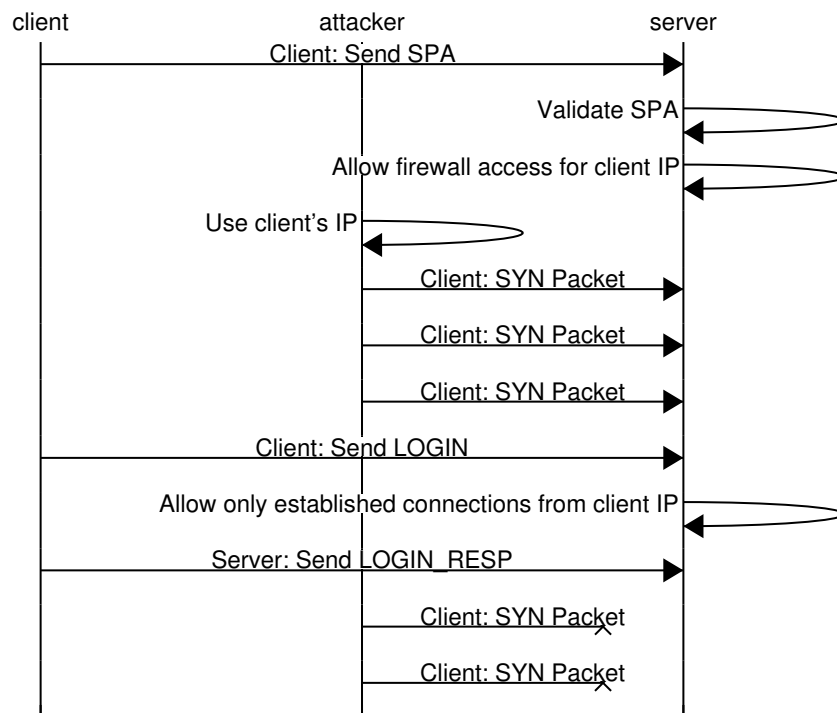 client attacker server
Client: Send SPA
Validate SPA
Allow firewall access for client IP
Use client's IP
Client: SYN Packet
Client: SYN Packet
Client: SYN Packet
Client: Send LOGIN
Allow only established connections from client IP
Server: Send LOGIN_RESP
Client: SYN Packet
Client: SYN Packet